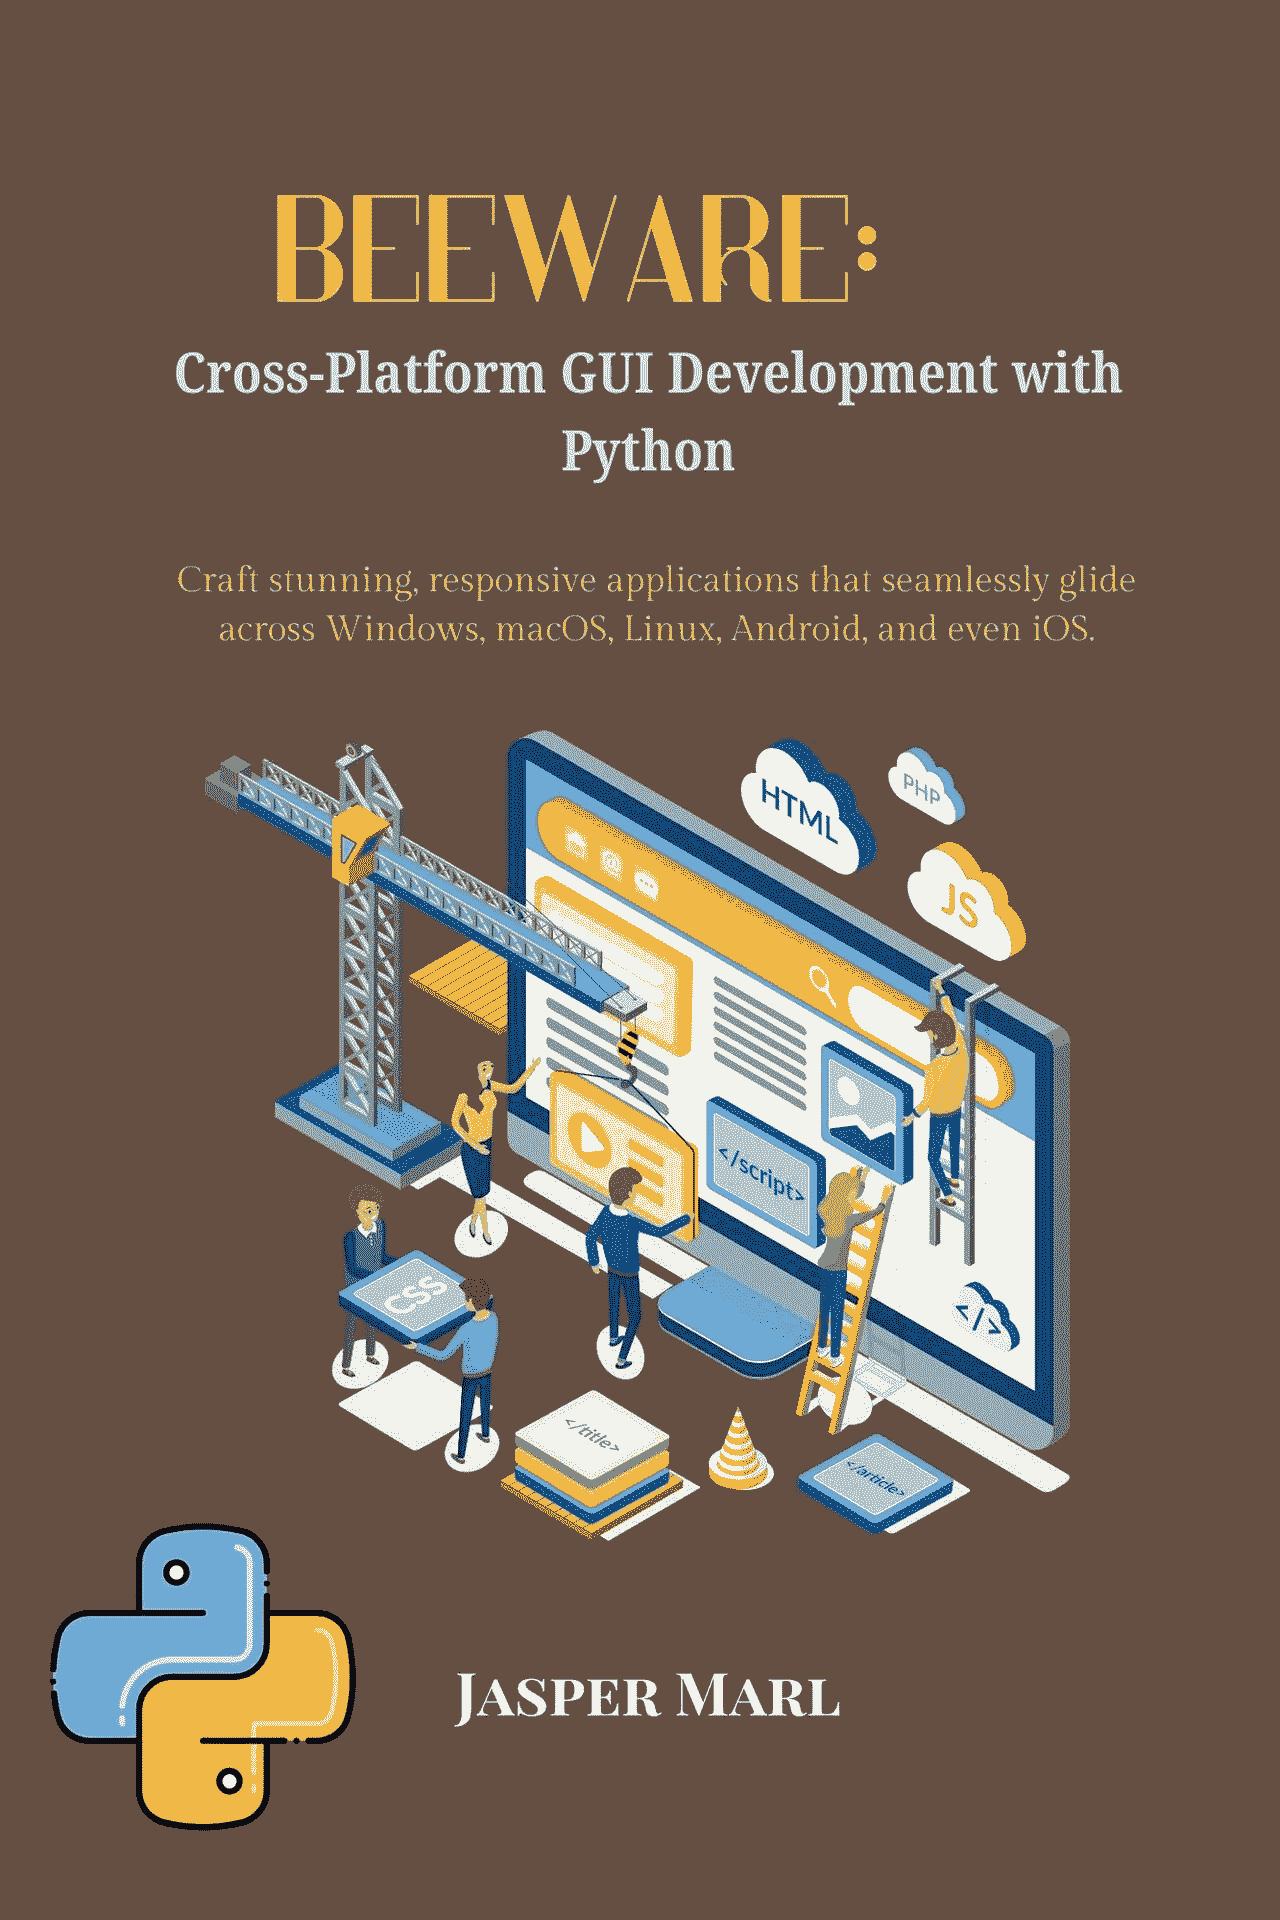 BEEWARE:
Cross-Platform GUI Development with
Python
Craft stunning, responsive applications that seamlessly glide
across Windows, macOS, Linux, Android, and even iOS.
HTML
PHP
JS
</script>
</>
CSS
</title>
</article>
JASPER MARL